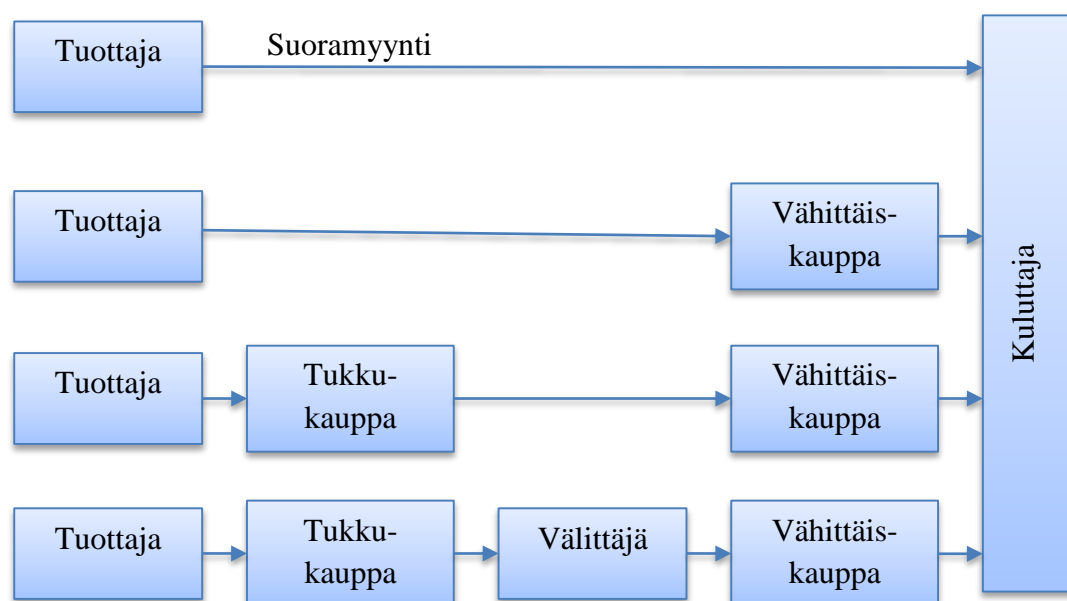 Tuottaja
Suoramyynti
Tuottaja
Vähittäis-
kauppa
Kuluttaja
Tuottaja
Tukku-
kauppa
Vähittäis-
kauppa
Tuottaja
Tukku-
kauppa
Välittäjä
Vähittäis-
kauppa